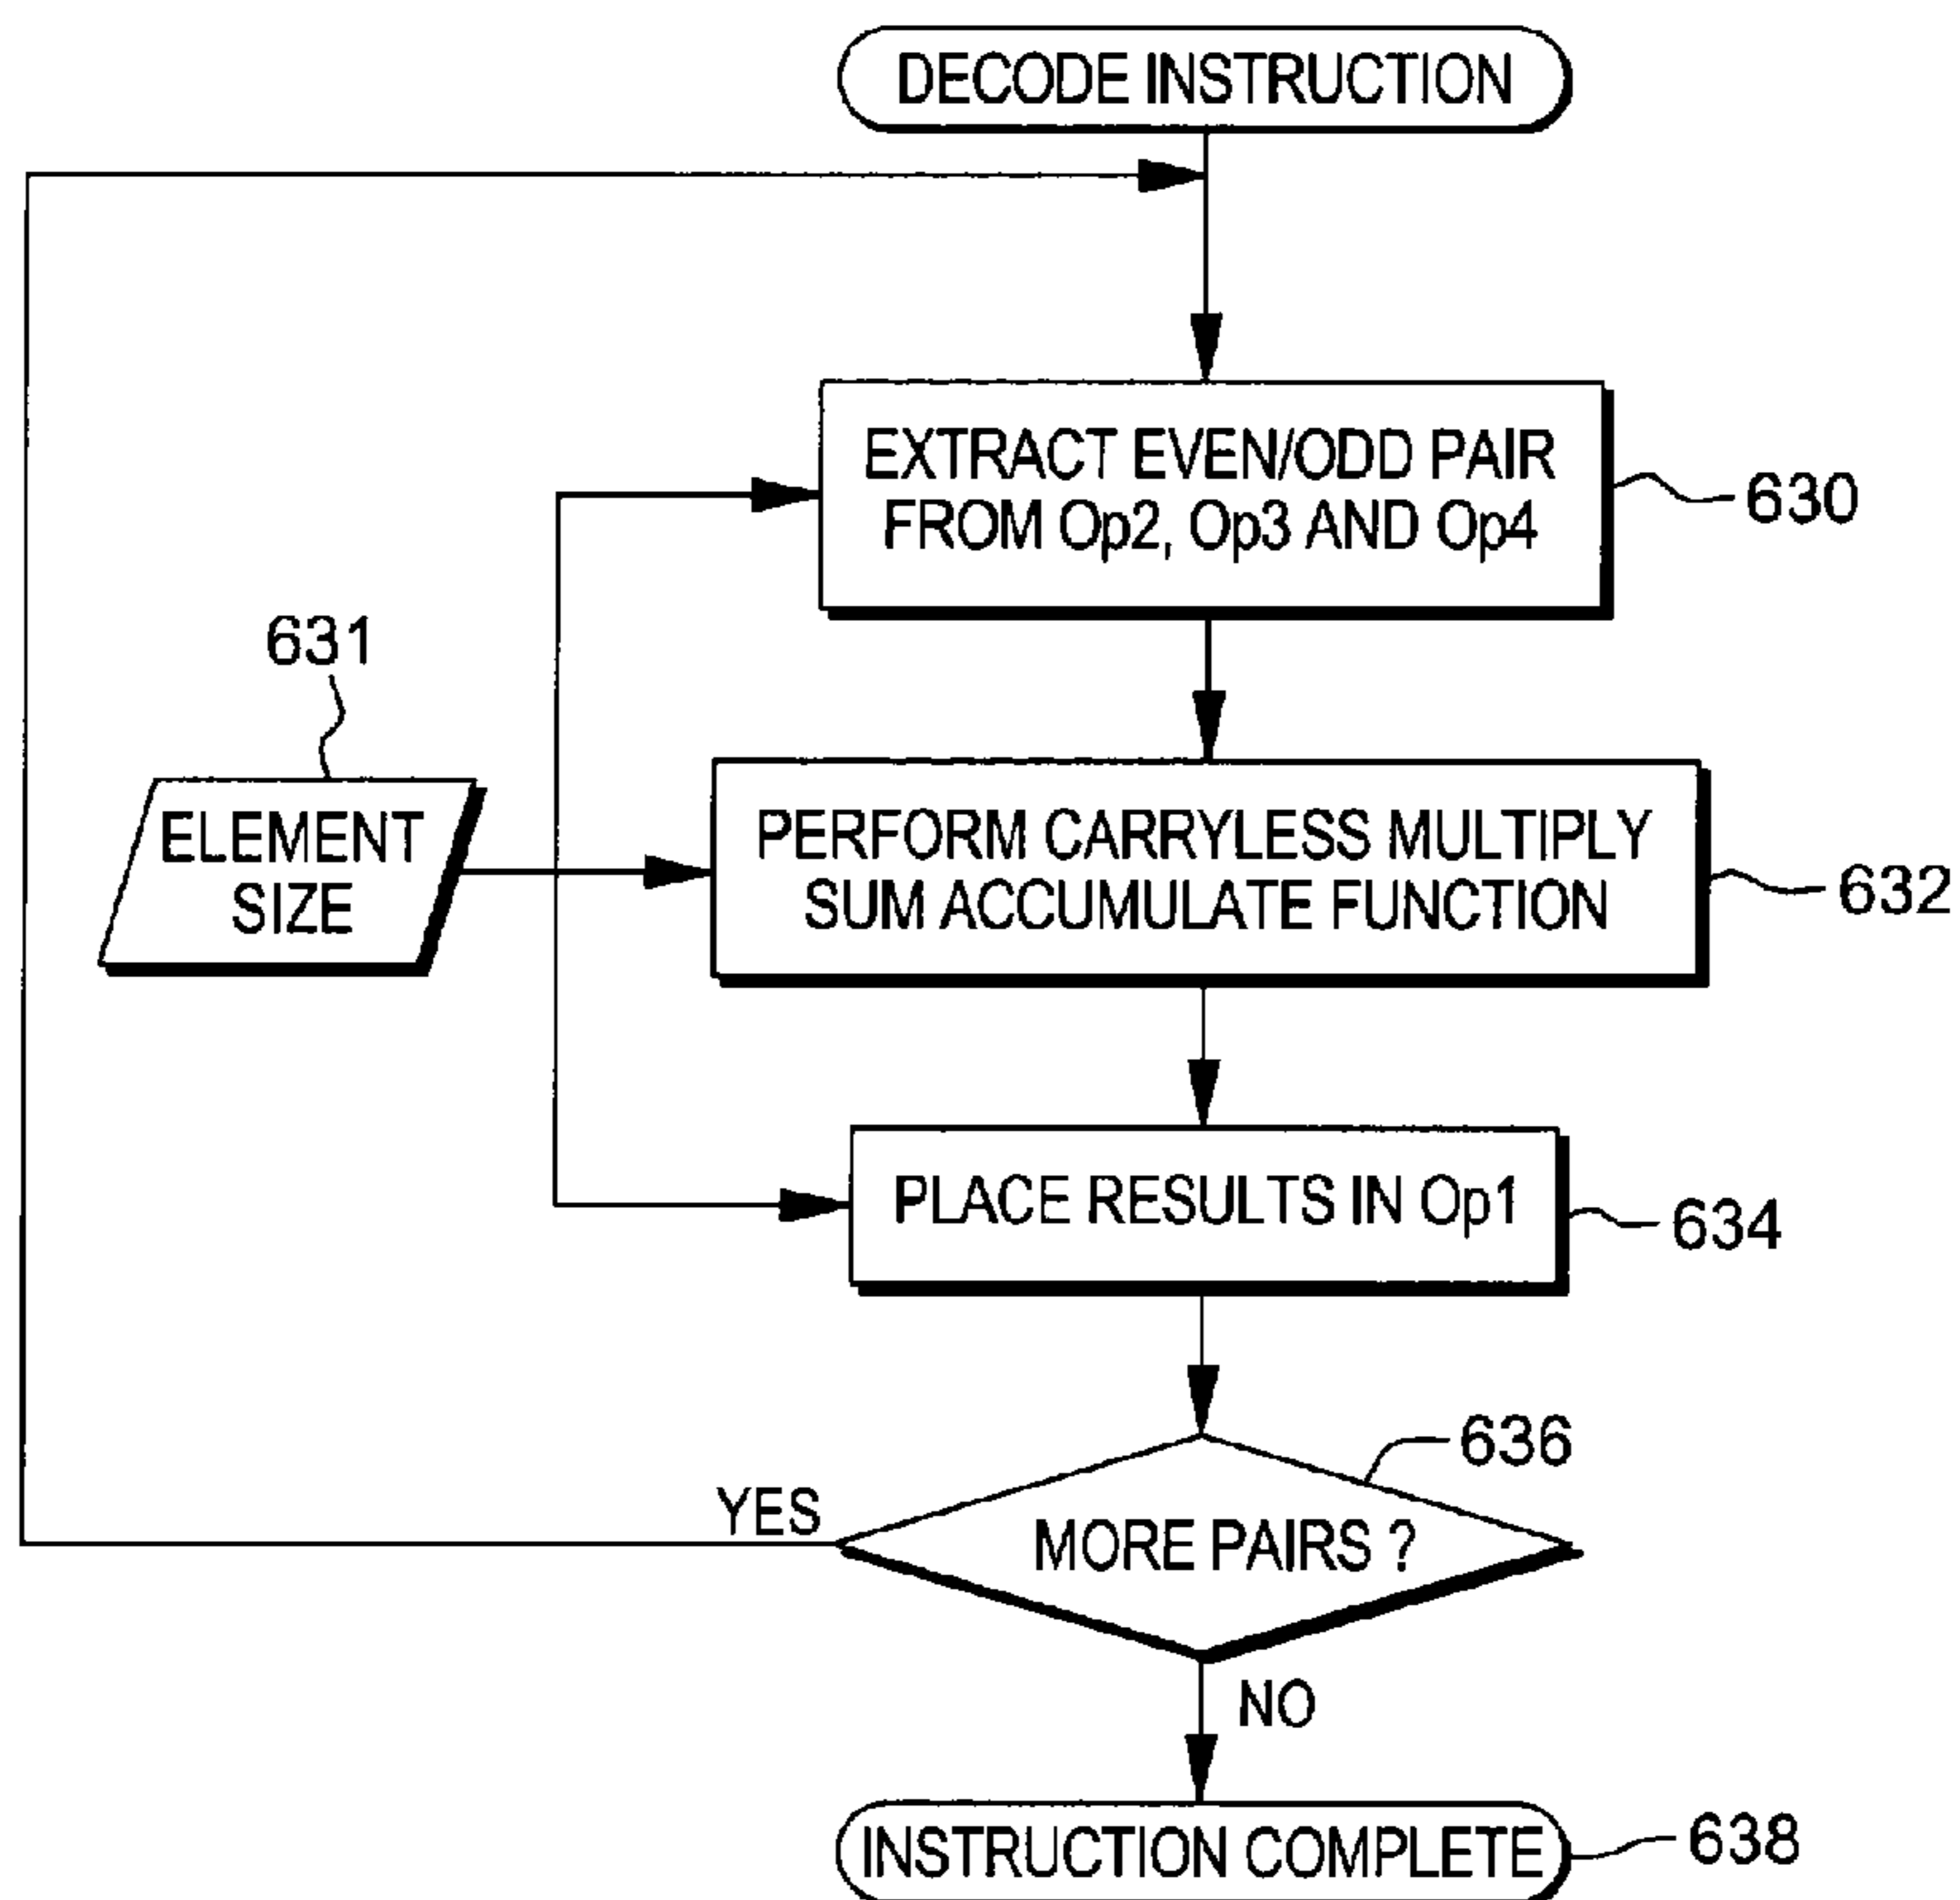 DECODE INSTRUCTION
EXTRACT EVEN/ODD PAIR
FROM Op2, Op3 AND Op4
630
631
ELEMENT
SIZE
PERFORM CARRYLESS MULTIPLY
SUM ACCUMULATE FUNCTION
632
PLACE RESULTS IN Op1
634
636
YES
MORE PAIRS ?
NO
INSTRUCTION COMPLETE
638